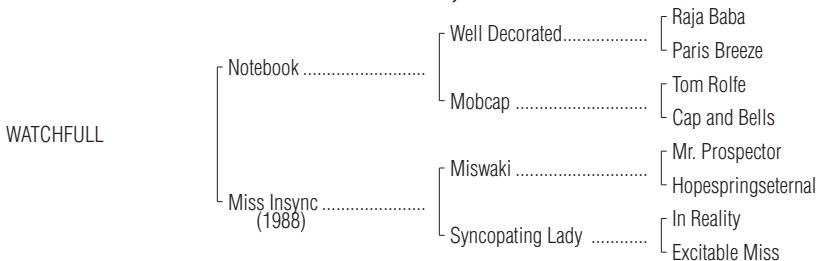 Raja Baba
Well Decorated..................
Paris Breeze
Notebook ..........................
Tom Rolfe
Mobcap ............................
Cap and Bells
WATCHFULL
Mr. Prospector
Miswaki ............................
Hopespringseternal
Miss Insync ......................
(1988)
In Reality
Syncopating Lady ............
Excitable Miss